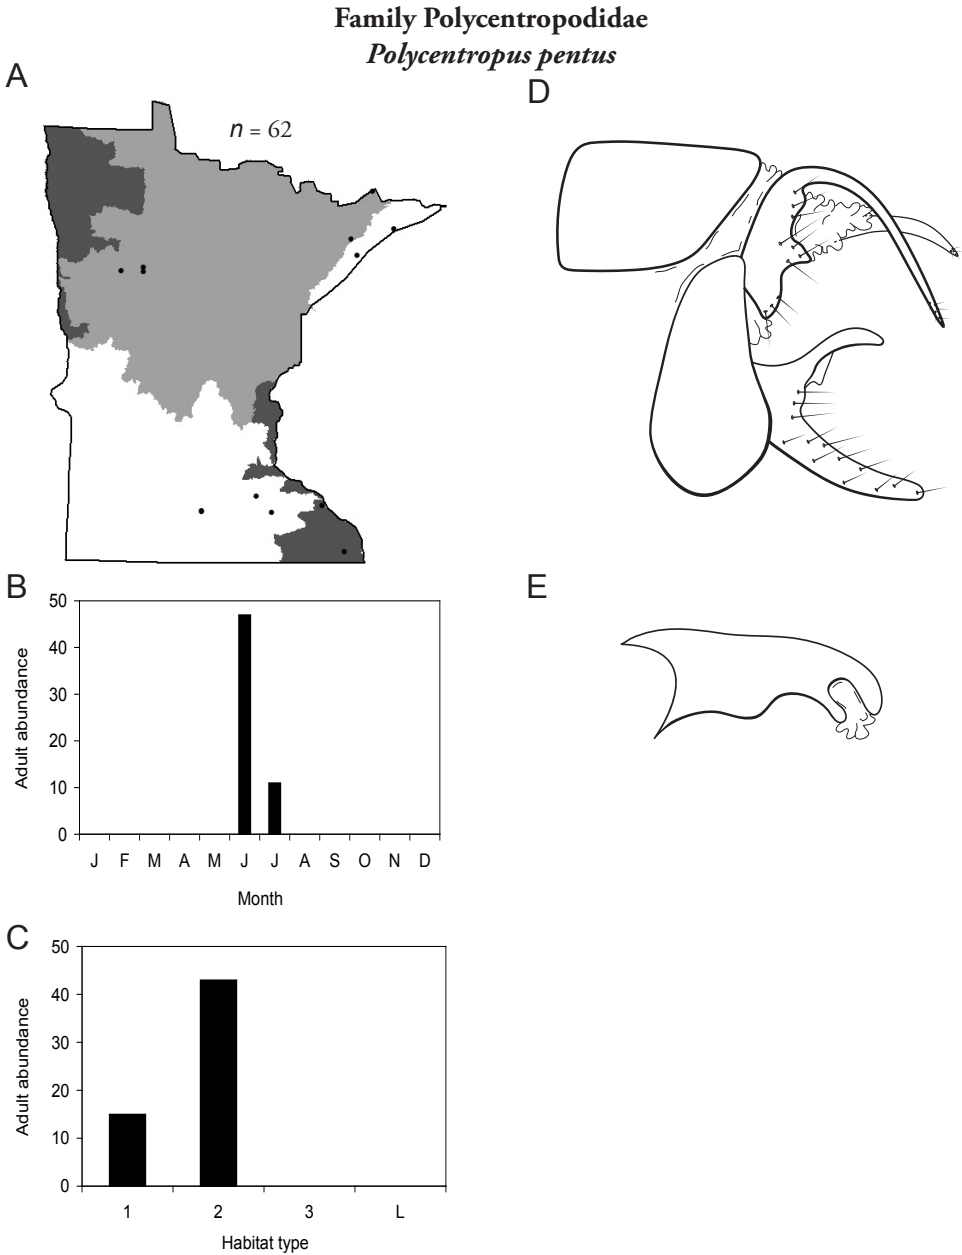 Family Polycentropodidae
Polycentropus pentus
A
n = 62
B
50
40
30
20
10
0
Adult abundance
J F M A M J J A S O N D
Month
C
50
40
30
20
10
0
Adult abundance
1 2 3 L
Habitat type
D
E